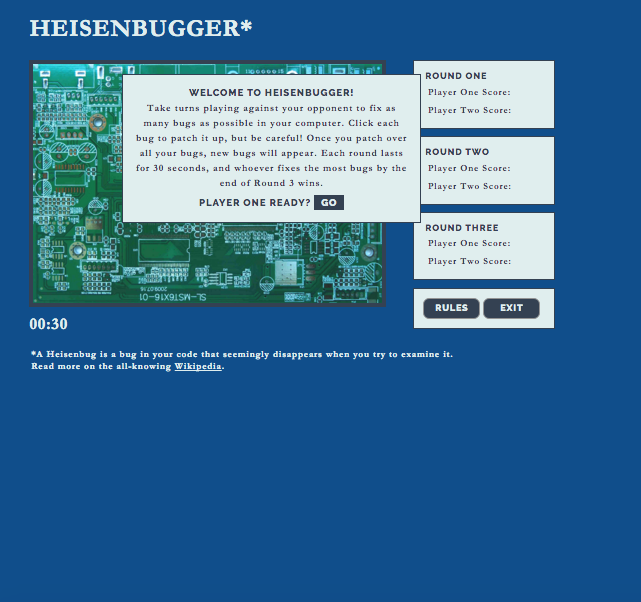 HEISENBUGGER*
WELCOME TO HEISENBUGGER!
Take turns playing against your opponent to fix as
many bugs as possible in your computer. Click each
bug to patch it up, but be careful! Once you patch over
all your bugs, new bugs will appear. Each round lasts
for 30 seconds, and whoever fixes the most bugs by the
end of Round 3 wins.
PLAYER ONE READY? GO
SL-MST6X16-01
2009.07.16
00:30
ROUND ONE
Player One Score:
Player Two Score:
ROUND TWO
Player One Score:
Player Two Score:
ROUND THREE
Player One Score:
Player Two Score:
RULES EXIT
*A Heisenbug is a bug in your code that seemingly disappears when you try to examine it.
Read more on the all-knowing Wikipedia.